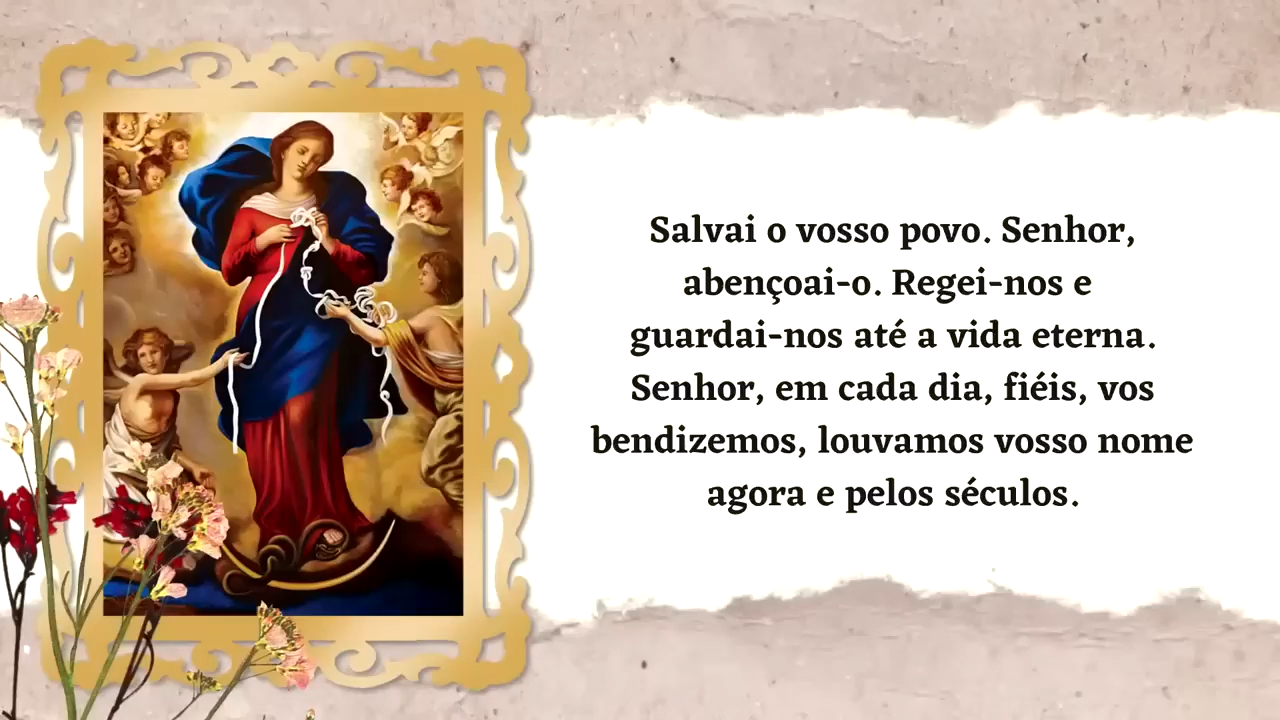 Salvai o vosso povo. Senhor,
abençoai-o. Regei-nos e
guardai-nos até a vida eterna.
Senhor, em cada dia, fiéis, vos
bendizemos, louvamos vosso nome
agora e pelos séculos.